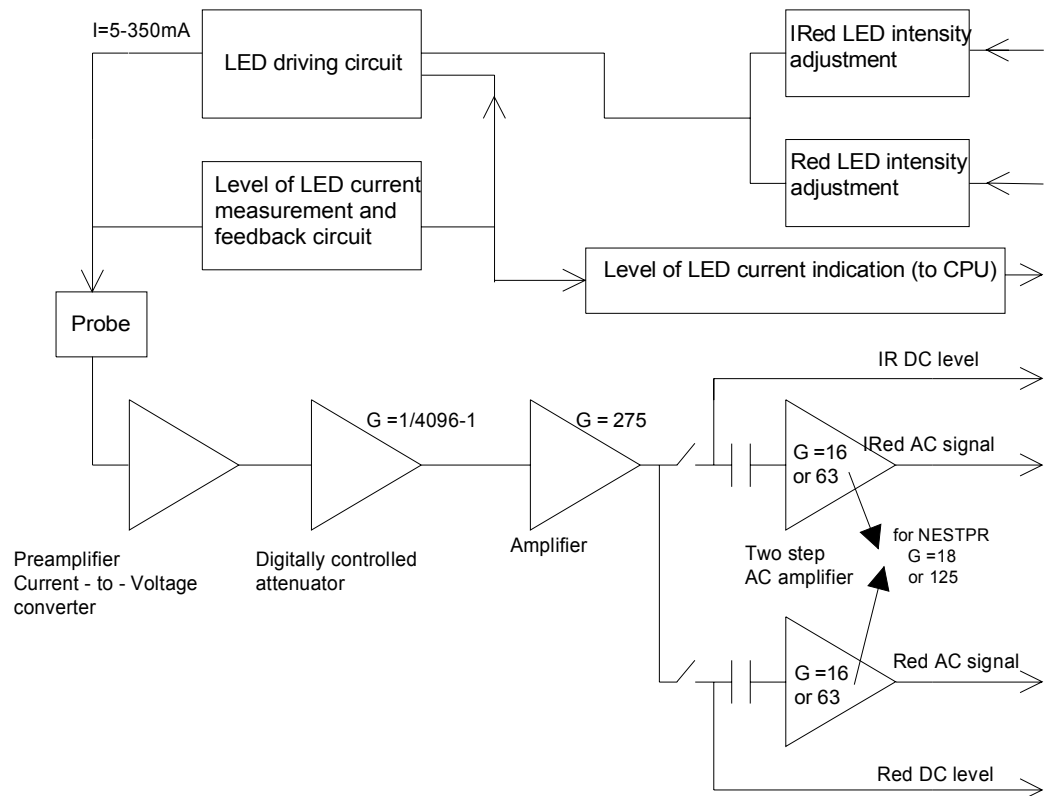 I=5-350mA
LED driving circuit
IRed LED intensity
adjustment
Red LED intensity
adjustment
Level of LED current
measurement and
feedback circuit
Level of LED current indication (to CPU)
Probe
IR DC level
G =1/4096-1
G = 275
G =16
or 63
IRed AC signal
Preamplifier
Current - to - Voltage
converter
Digitally controlled
attenuator
Amplifier
Two step
AC amplifier
for NESTPR
G =18
or 125
G =16
or 63
Red AC signal
Red DC level